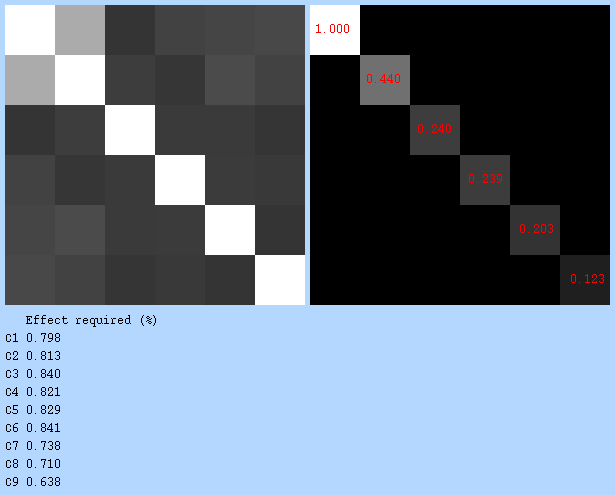 1.000
0.440
0.240
0.239
0.203
0.123
Effect required (%)
C1 0.798
C2 0.813
C3 0.840
C4 0.821
C5 0.829
C6 0.841
C7 0.738
C8 0.710
C9 0.638